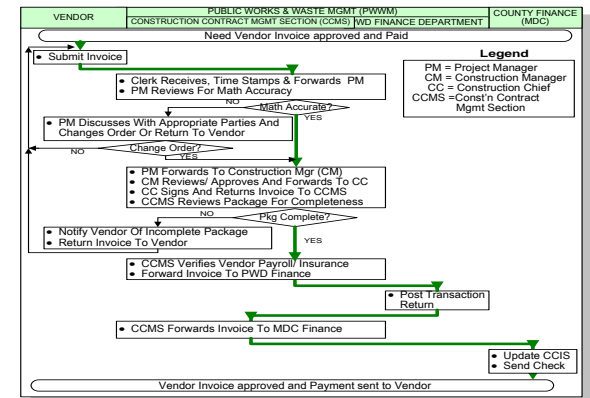 VENDOR
PUBLIC WORKS & WASTE MGMT (PWWM)
CONSTRUCTION CONTRACT MGMT SECTION (CCMS)
PWD FINANCE DEPARTMENT
COUNTY FINANCE
(MDC)
Need Vendor Invoice approved and Paid
• Submit Invoice
Legend
PM = Project Manager
CM = Construction Manager
CC = Construction Chief
CCMS =Const'n Contract
Mgmt Section
• Clerk Receives, Time Stamps & Forwards PM
• PM Reviews For Math Accuracy
NO
Math Accurate?
YES
• PM Discusses With Appropriate Parties And
Changes Order Or Return To Vendor
NO
Change Order?
YES
• PM Forwards To Construction Mgr (CM)
• CM Reviews/ Approves And Forwards To CC
• CC Signs And Returns Invoice To CCMS
• CCMS Reviews Package For Completeness
NO
Pkg Complete?
• Notify Vendor Of Incomplete Package
• Return Invoice To Vendor
YES
• CCMS Verifies Vendor Payroll/ Insurance
• Forward Invoice To PWD Finance
• Post Transaction
Return
• CCMS Forwards Invoice To MDC Finance
• Update CCIS
• Send Check
Vendor Invoice approved and Payment sent to Vendor